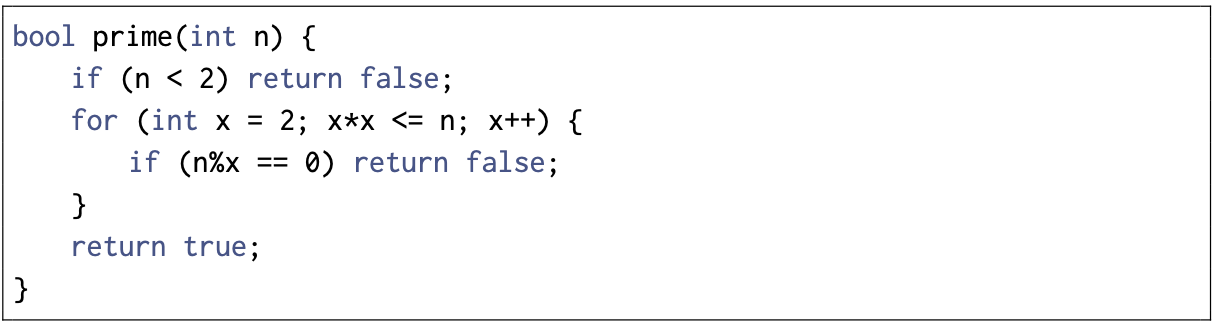 bool prime(int n) {
    if (n < 2) return false;
    for (int x = 2; x*x <= n; x++) {
        if (n%x == 0) return false;
    }
    return true;
}